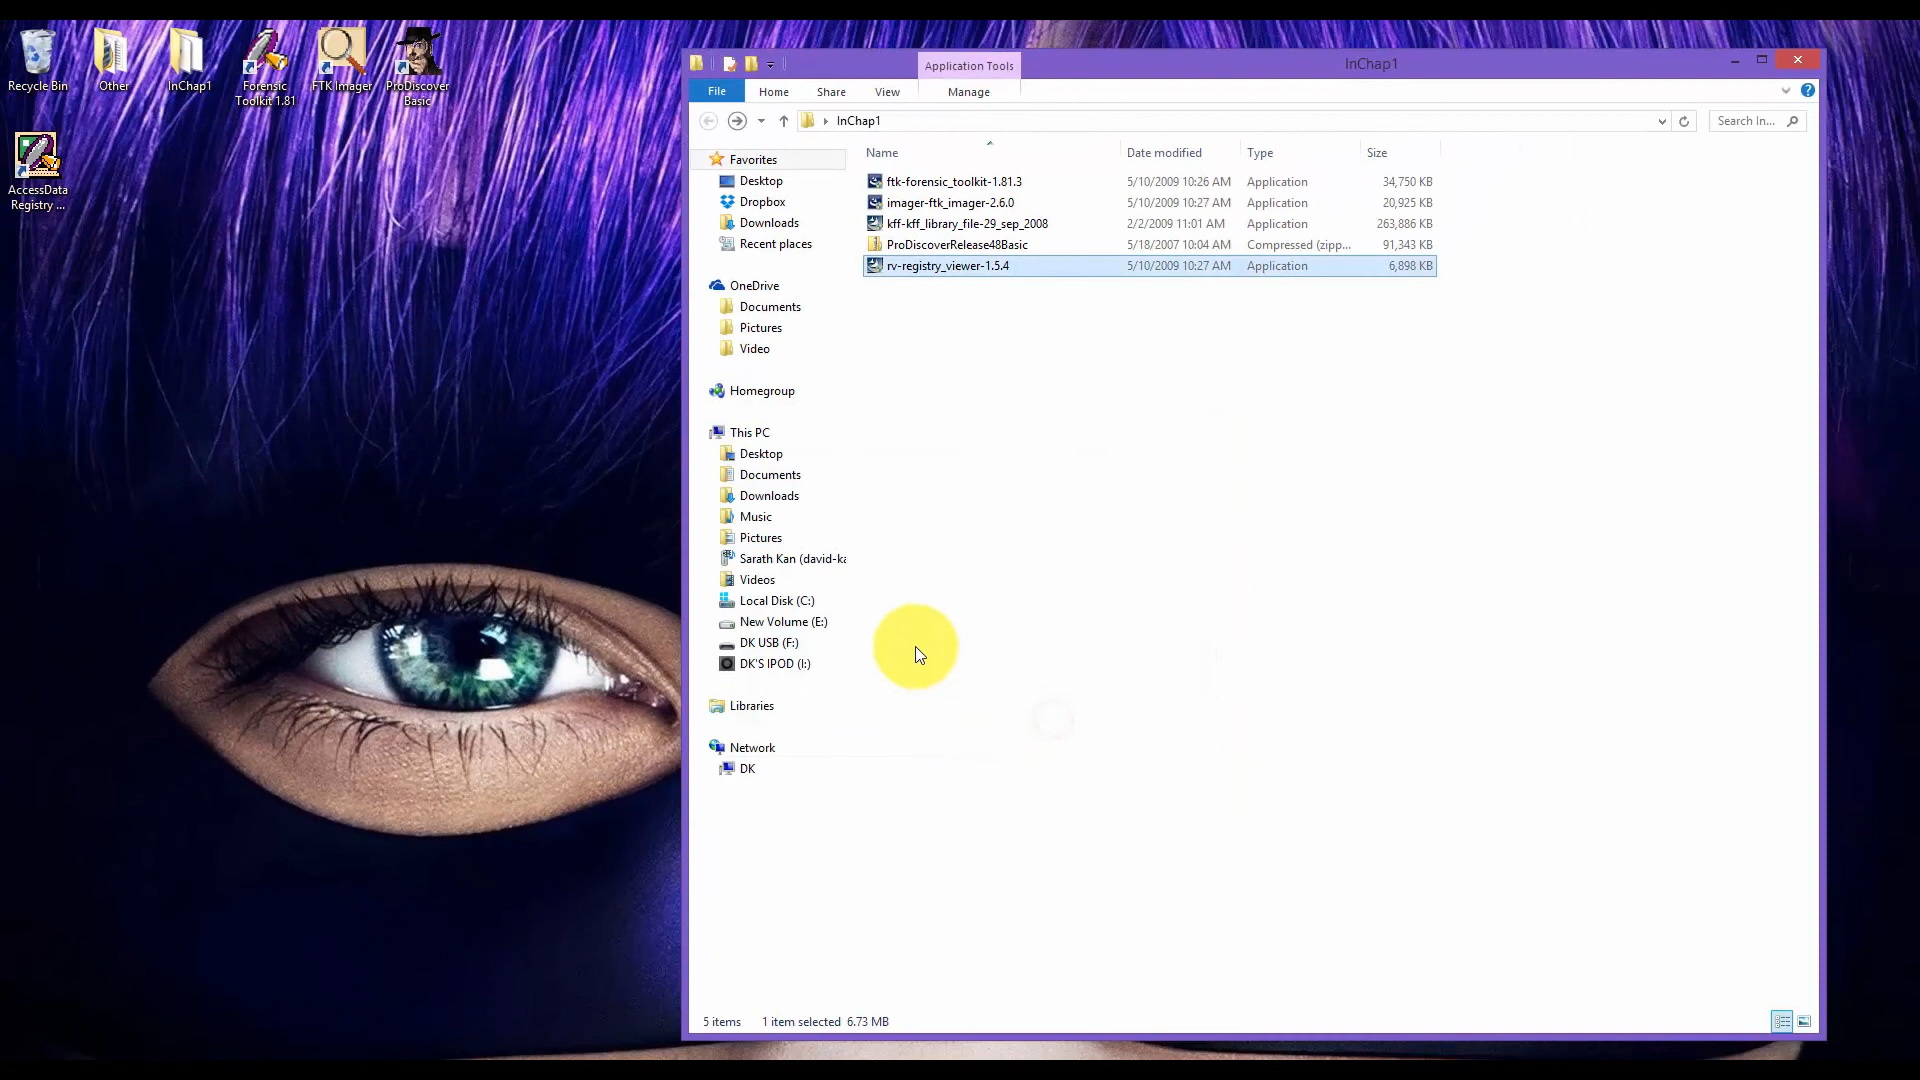 Recycle Bin
Other
InChap1
Forensic
Toolkit 1.81
FTK Imager
ProDiscover
Basic
AccessData
Registry ...
Application Tools
InChap1
File
Home
Share
View
Manage
InChap1
Search In...
Name
Date modified
Type
Size
ftk-forensic_toolkit-1.81.3 5/10/2009 10:26 AM Application 34,750 KB
imager-ftk_imager-2.6.0 5/10/2009 10:27 AM Application 20,925 KB
kff-kff_library_file-29_sep_2008 2/2/2009 11:01 AM Application 263,886 KB
ProDiscoverRelease48Basic 5/18/2007 10:04 AM Compressed (zipp... 91,343 KB
rv-registry_viewer-1.5.4 5/10/2009 10:27 AM Application 6,898 KB
Favorites
Desktop
Dropbox
Downloads
Recent places
OneDrive
Documents
Pictures
Video
Homegroup
This PC
Desktop
Documents
Downloads
Music
Pictures
Sarath Kan (david-ka
Videos
Local Disk (C:)
New Volume (E:)
DK USB (F:)
DK'S IPOD (I:)
Libraries
Network
DK
5 items 1 item selected 6.73 MB